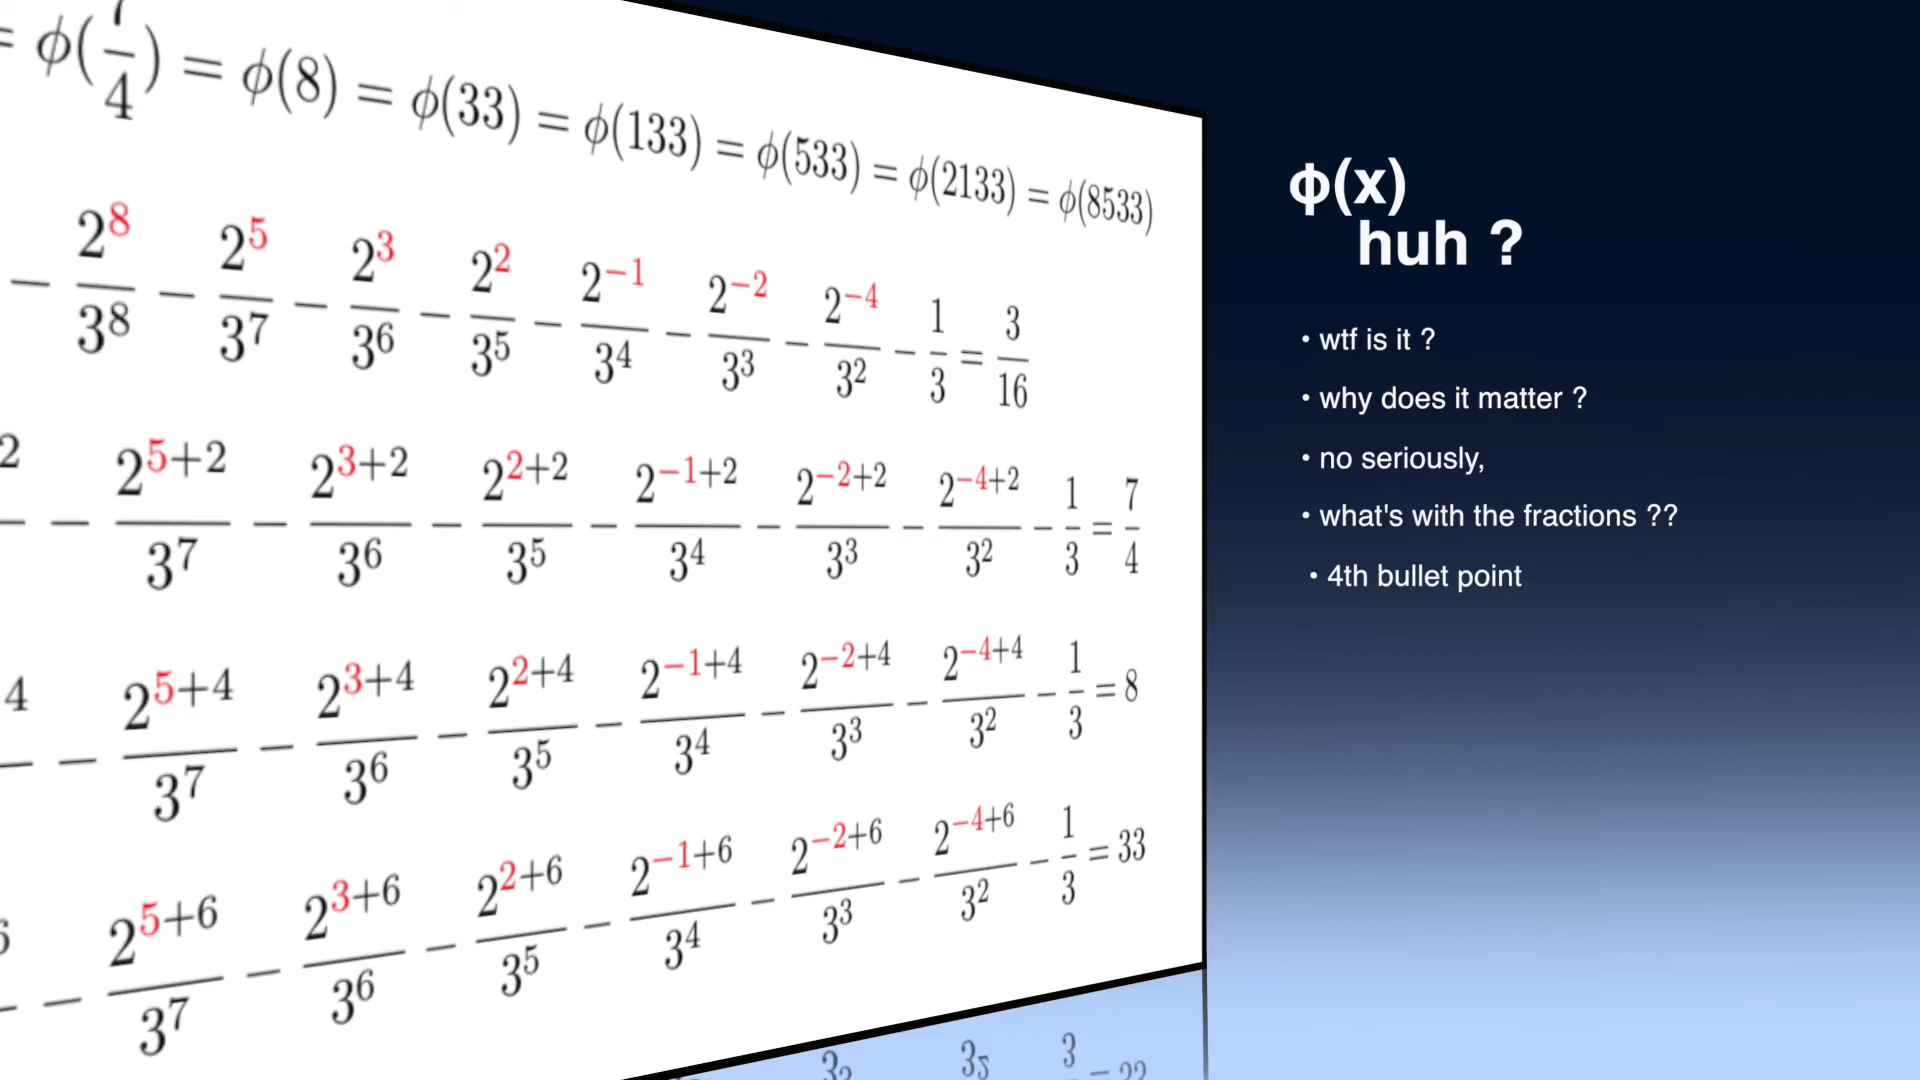 = ϕ(7/4) = ϕ(8) = ϕ(33) = ϕ(133) = ϕ(533) = ϕ(2133) = ϕ(8533)
− 2^8/3^8 − 2^5/3^7 − 2^3/3^6 − 2^2/3^5 − 2^−1/3^4 − 2^−2/3^3 − 2^−4/3^2 − 1/3 = 3/16
2 − 2^5+2/3^7 − 2^3+2/3^6 − 2^2+2/3^5 − 2^−1+2/3^4 − 2^−2+2/3^3 − 2^−4+2/3^2 − 1/3 = 7/4
4 − 2^5+4/3^7 − 2^3+4/3^6 − 2^2+4/3^5 − 2^−1+4/3^4 − 2^−2+4/3^3 − 2^−4+4/3^2 − 1/3 = 8
6 − 2^5+6/3^7 − 2^3+6/3^6 − 2^2+6/3^5 − 2^−1+6/3^4 − 2^−2+6/3^3 − 2^−4+6/3^2 − 1/3 = 33
ϕ(x)
huh ?
• wtf is it ?
• why does it matter ?
• no seriously,
• what's with the fractions ??
• 4th bullet point